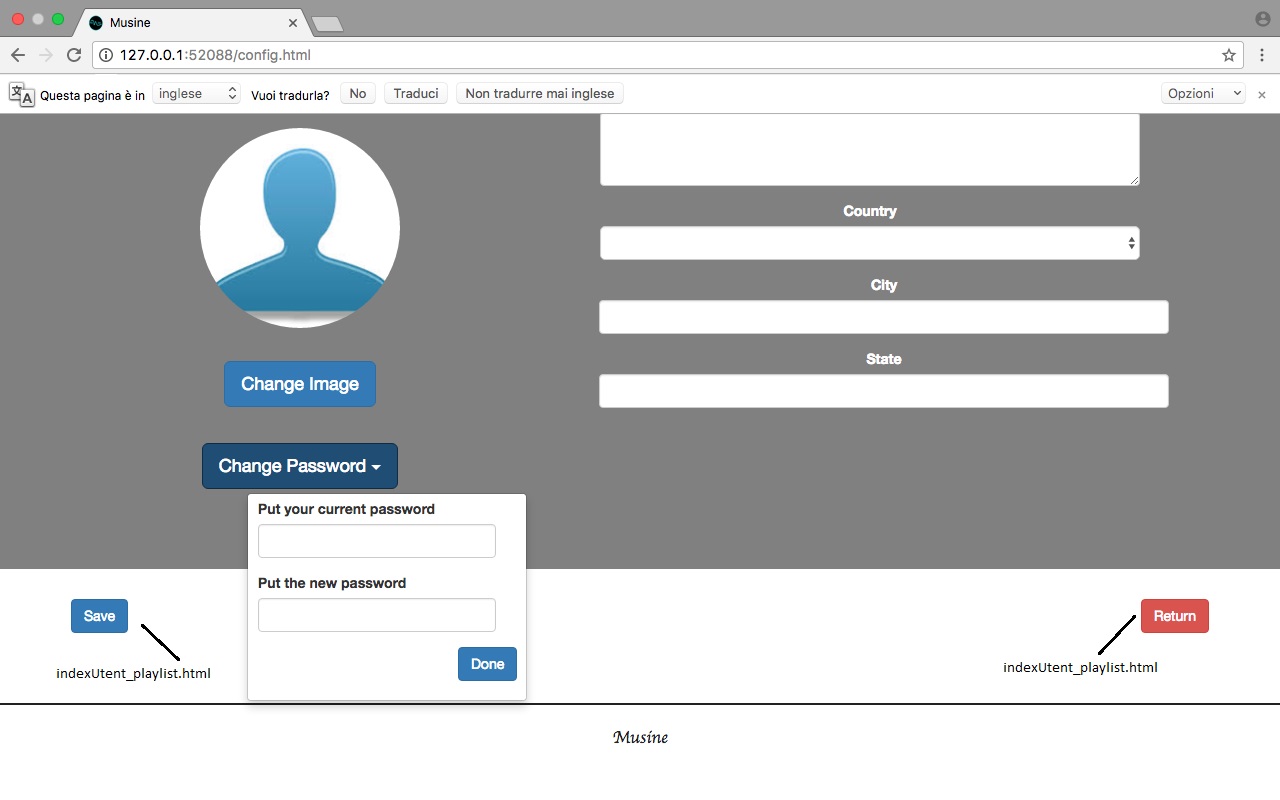 Musine
127.0.0.1:52088/config.html
Questa pagina è in inglese Vuoi tradurla? No Traduci Non tradurre mai inglese Opzioni
Country
City
State
Change Image
Change Password
Put your current password
Put the new password
Done
Save
indexUtent_playlist.html
Return
indexUtent_playlist.html
Musine